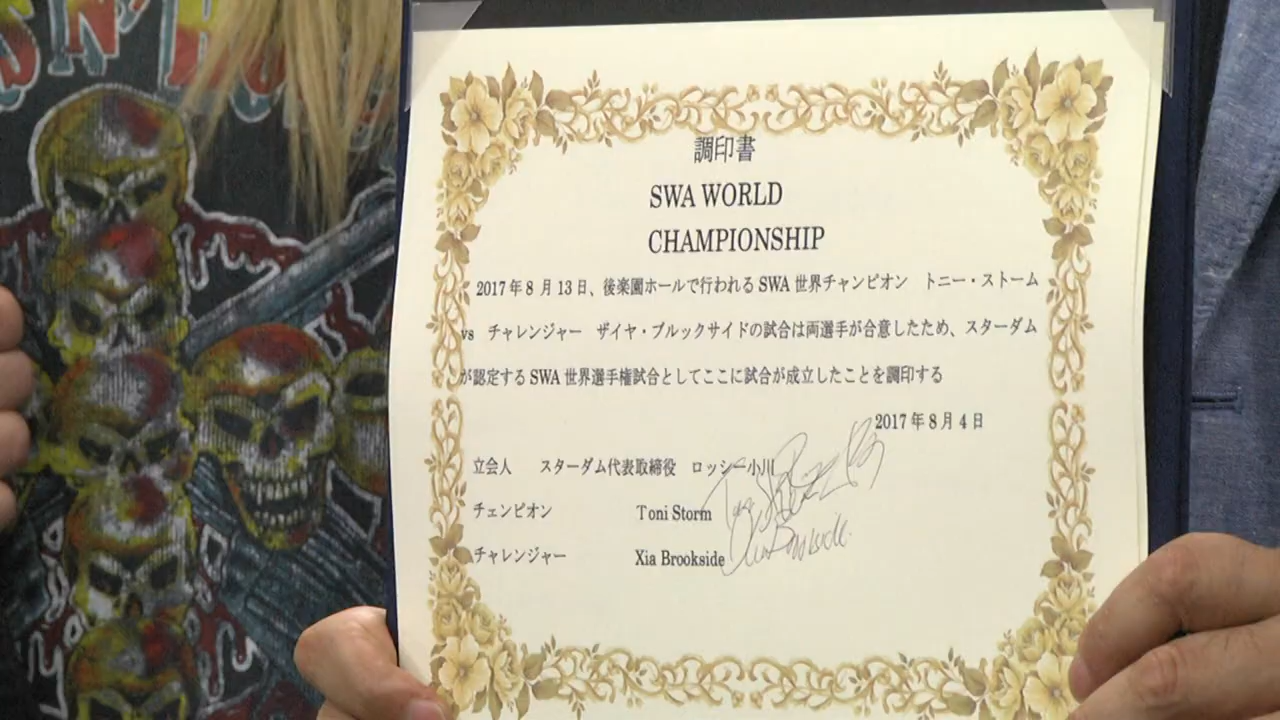 調印書
SWA WORLD
CHAMPIONSHIP
2017年8月13日、後楽園ホールで行われるSWA世界チャンピオン トニー・ストーム
vs チャレンジャー ザイヤ・ブルックサイドの試合は両選手が合意したため、スターダム
が認定するSWA世界選手権試合としてここに試合が成立したことを調印する
2017年8月4日
立会人 スターダム代表取締役 ロッシー小川
チェンピオン Toni Storm
チャレンジャー Xia Brookside